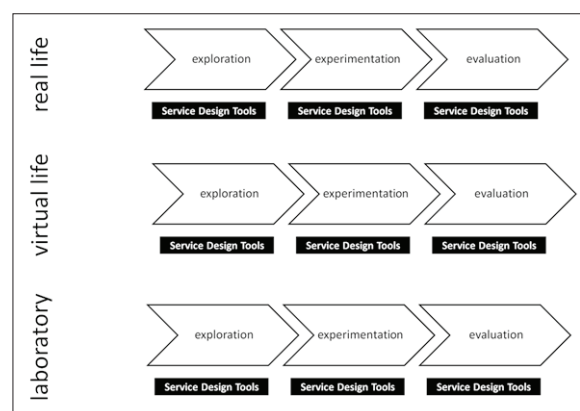 real life
exploration
experimentation
evaluation
Service Design Tools
Service Design Tools
Service Design Tools
virtual life
exploration
experimentation
evaluation
Service Design Tools
Service Design Tools
Service Design Tools
laboratory
exploration
experimentation
evaluation
Service Design Tools
Service Design Tools
Service Design Tools